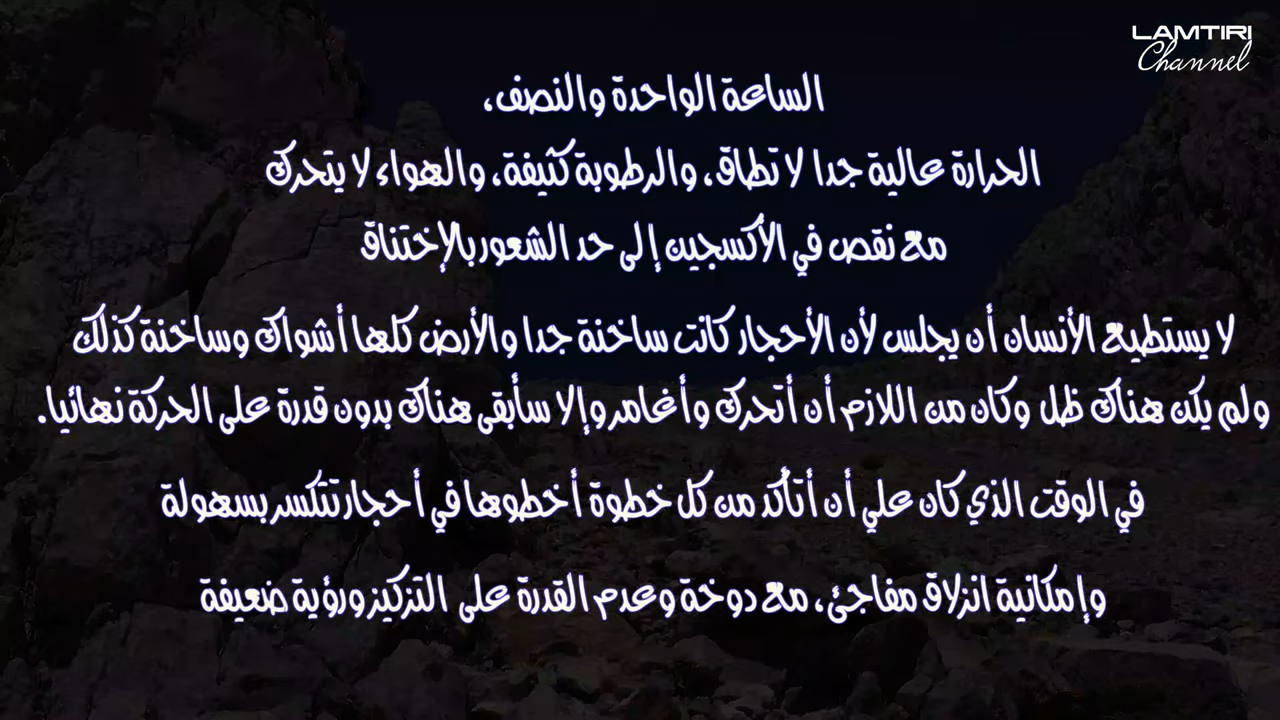 LAMTIRI
Channel
الساعة الواحدة والنصف،
الحرارة عالية جدا لا تطاق، والرطوبة كثيفة، والهواء لا يتحرك
مع نقص في الأكسجين إلى حد الشعور بالإختناق
لا يستطيع الأنسان أن يجلس لأن الأحجار كانت ساخنة جدا والأرض كلها أشواك وساخنة كذلك
ولم يكن هناك ظل وكان من اللازم أن أتحرك وأغامر وإلا سأبقى هناك بدون قدرة على الحركة نهائيا.
في الوقت الذي كان علي أن أتأكد من كل خطوة أخطوها في أحجار تتكسر بسهولة
وإمكانية انزلاق مفاجئ، مع دوخة وعدم القدرة على التركيز ورؤية ضعيفة